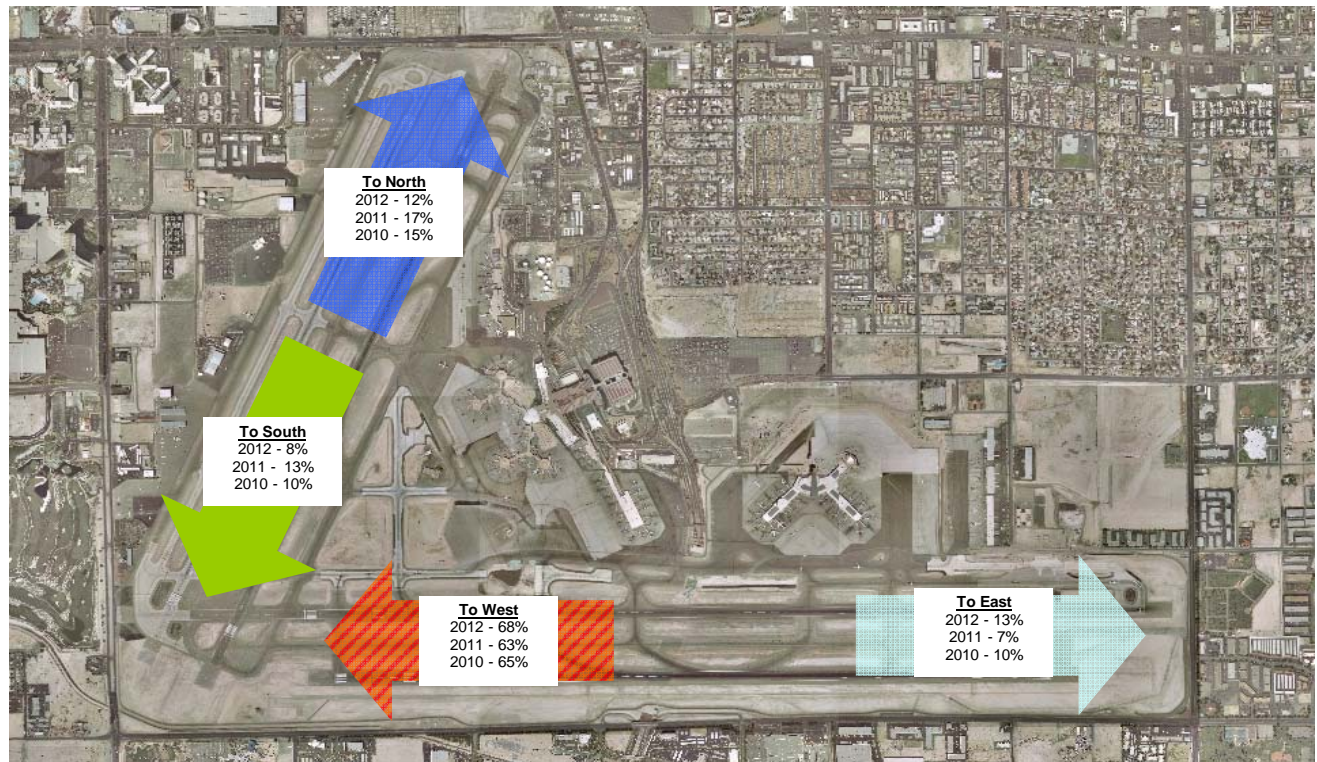 To North
2012 - 12%
2011 - 17%
2010 - 15%
To South
2012 - 8%
2011 - 13%
2010 - 10%
To West
2012 - 68%
2011 - 63%
2010 - 65%
To East
2012 - 13%
2011 - 7%
2010 - 10%